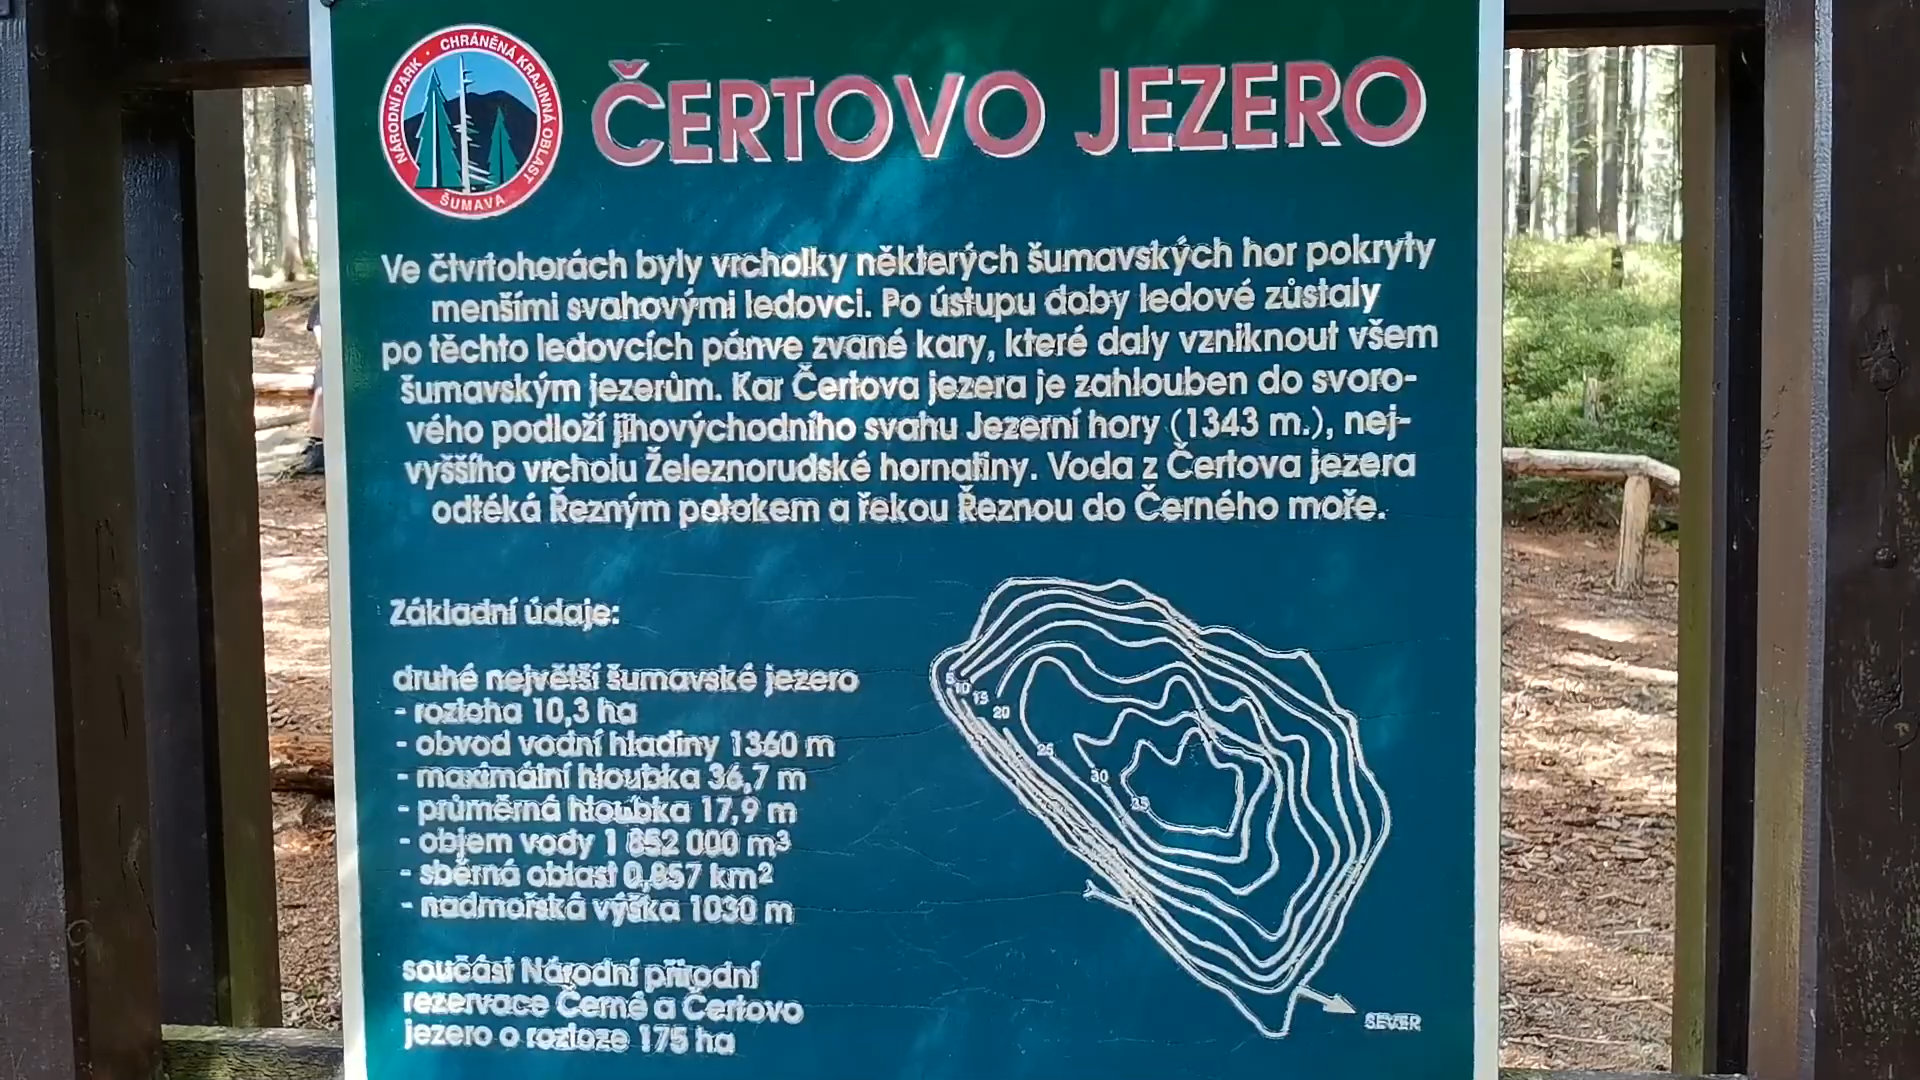 NÁRODNÍ PARK · CHRÁNĚNÁ KRAJINNÁ OBLAST
ŠUMAVA
ČERTOVO JEZERO
Ve čtvrtohorách byly vrcholky některých šumavských hor pokryty
menšími svahovými ledovci. Po ústupu doby ledové zůstaly
po těchto ledovcích pánve zvané kary, které daly vzniknout všem
šumavským jezerům. Kar Čertova jezera je zahlouben do svoro-
vého podloží jihovýchodního svahu Jezerní hory (1343 m.), nej-
vyššího vrcholu Železnorudské hornatiny. Voda z Čertova jezera
odtéká Řezným potokem a řekou Řeznou do Černého moře.
Základní údaje:
druhé největší šumavské jezero
- rozloha 10,3 ha
- obvod vodní hladiny 1360 m
- maximální hloubka 36,7 m
- průměrná hloubka 17,9 m
- objem vody 1 852 000 m³
- sběrná oblast km²
- nadmořská výška 1030 m
součást Národní přírodní
rezervace Černé a Čertovo
jezero o rozloze 175 ha
5
10
15
20
25
30
35
SEVER